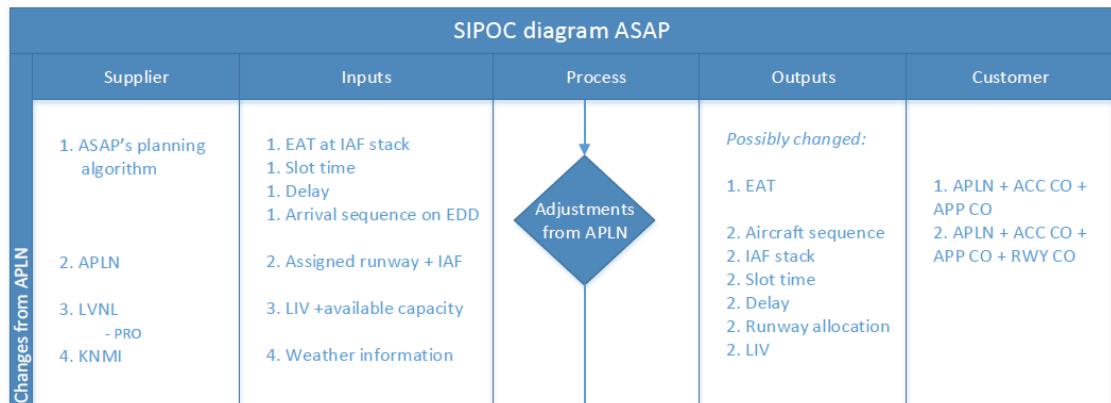 SIPOC diagram ASAP
Supplier
Inputs
Process
Outputs
Customer
Changes from APLN
1. ASAP's planning
algorithm
2. APLN
3. LVNL
- PRO
4. KNMI
1. EAT at IAF stack
1. Slot time
1. Delay
1. Arrival sequence on EDD
2. Assigned runway + IAF
3. LIV +available capacity
4. Weather information
Adjustments
from APLN
Possibly changed:
1. EAT
2. Aircraft sequence
2. IAF stack
2. Slot time
2. Delay
2. Runway allocation
2. LIV
1. APLN + ACC CO +
APP CO
2. APLN + ACC CO +
APP CO + RWY CO